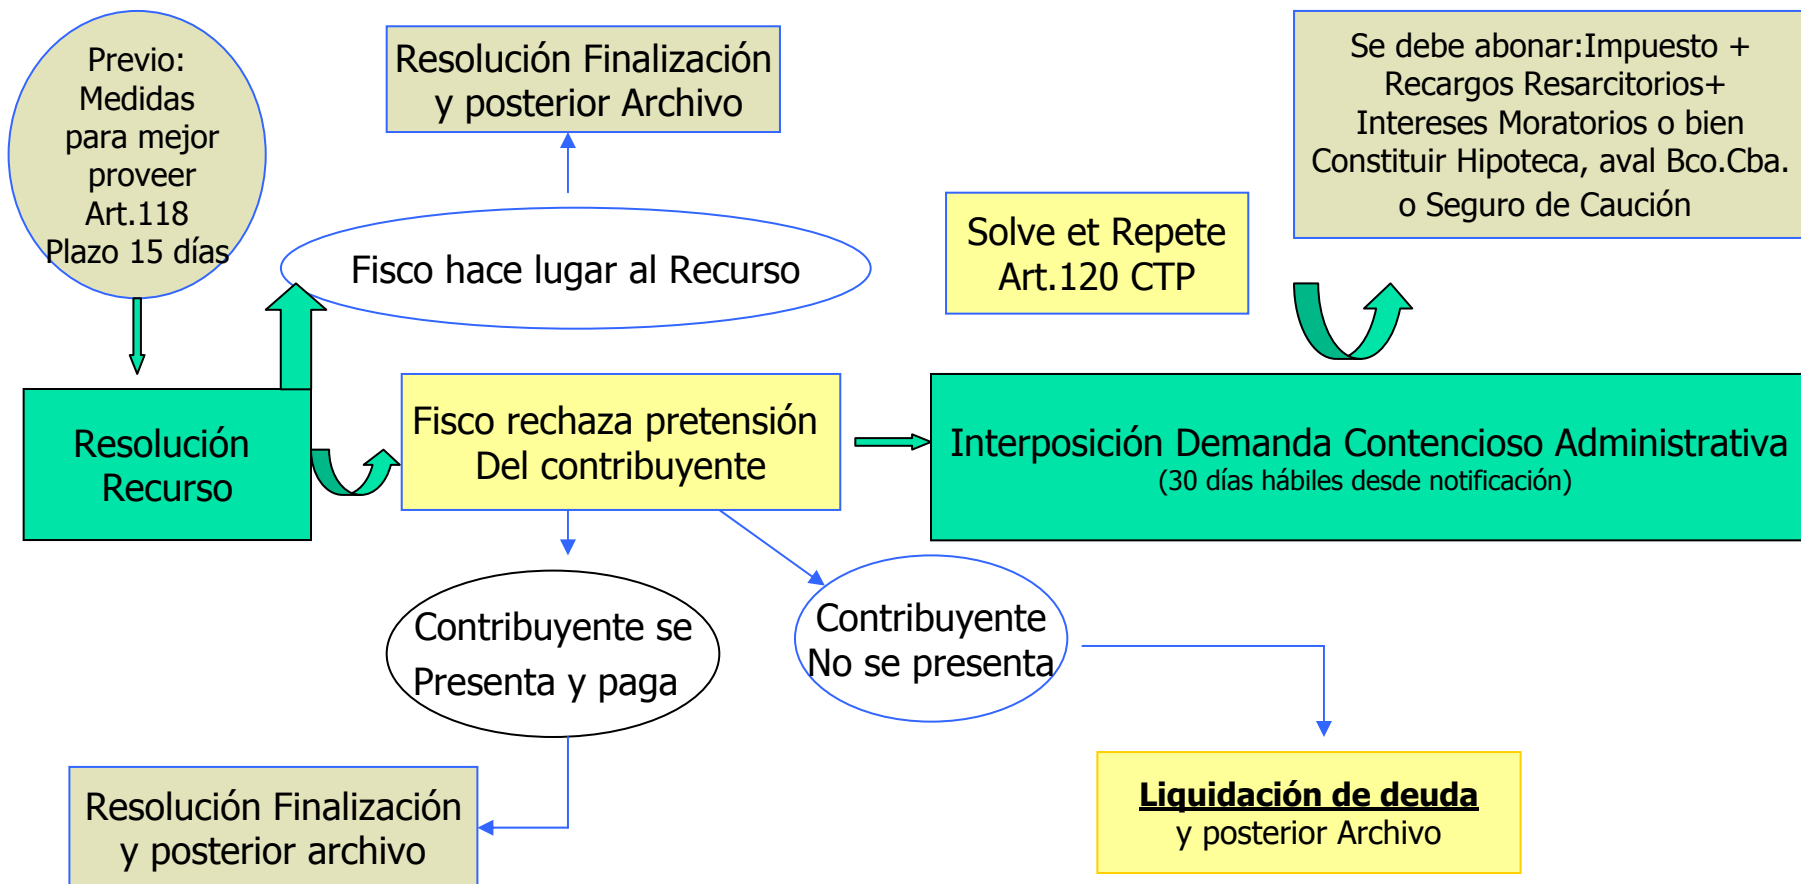 Previo:
Medidas
para mejor
proveer
Art.118
Plazo 15 días
Resolución Finalización
y posterior Archivo
Se debe abonar:Impuesto +
Recargos Resarcitorios+
Intereses Moratorios o bien
Constituir Hipoteca, aval Bco.Cba.
o Seguro de Caución
Fisco hace lugar al Recurso
Solve et Repete
Art.120 CTP
Resolución
Recurso
Fisco rechaza pretensión
Del contribuyente
Interposición Demanda Contencioso Administrativa
(30 días hábiles desde notificación)
Contribuyente se
Presenta y paga
Contribuyente
No se presenta
Resolución Finalización
y posterior archivo
Liquidación de deuda
y posterior Archivo